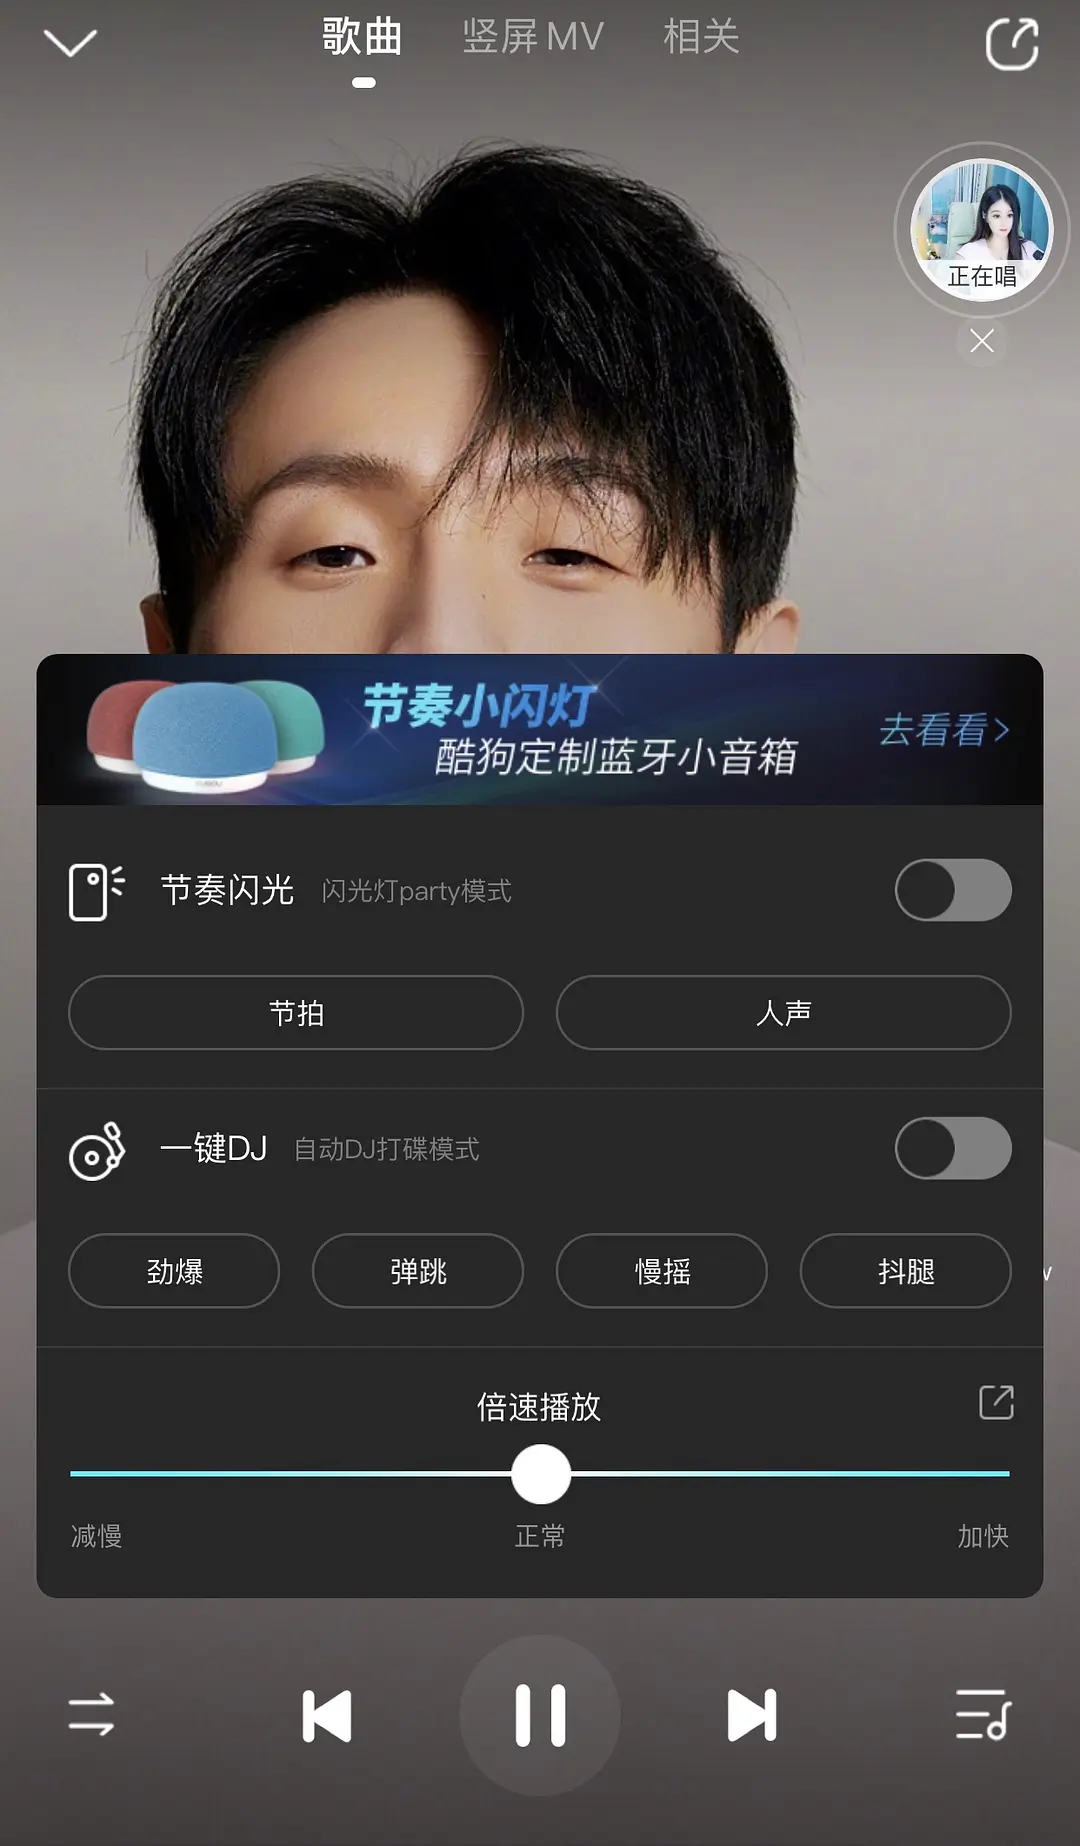 歌曲 竖屏MV 相关
正在唱
节奏小闪灯
酷狗定制蓝牙小音箱
去看看>
节奏闪光 闪光灯party模式
节拍 人声
一键DJ 自动DJ打碟模式
劲爆 弹跳 慢摇 抖腿
倍速播放
减慢 正常 加快